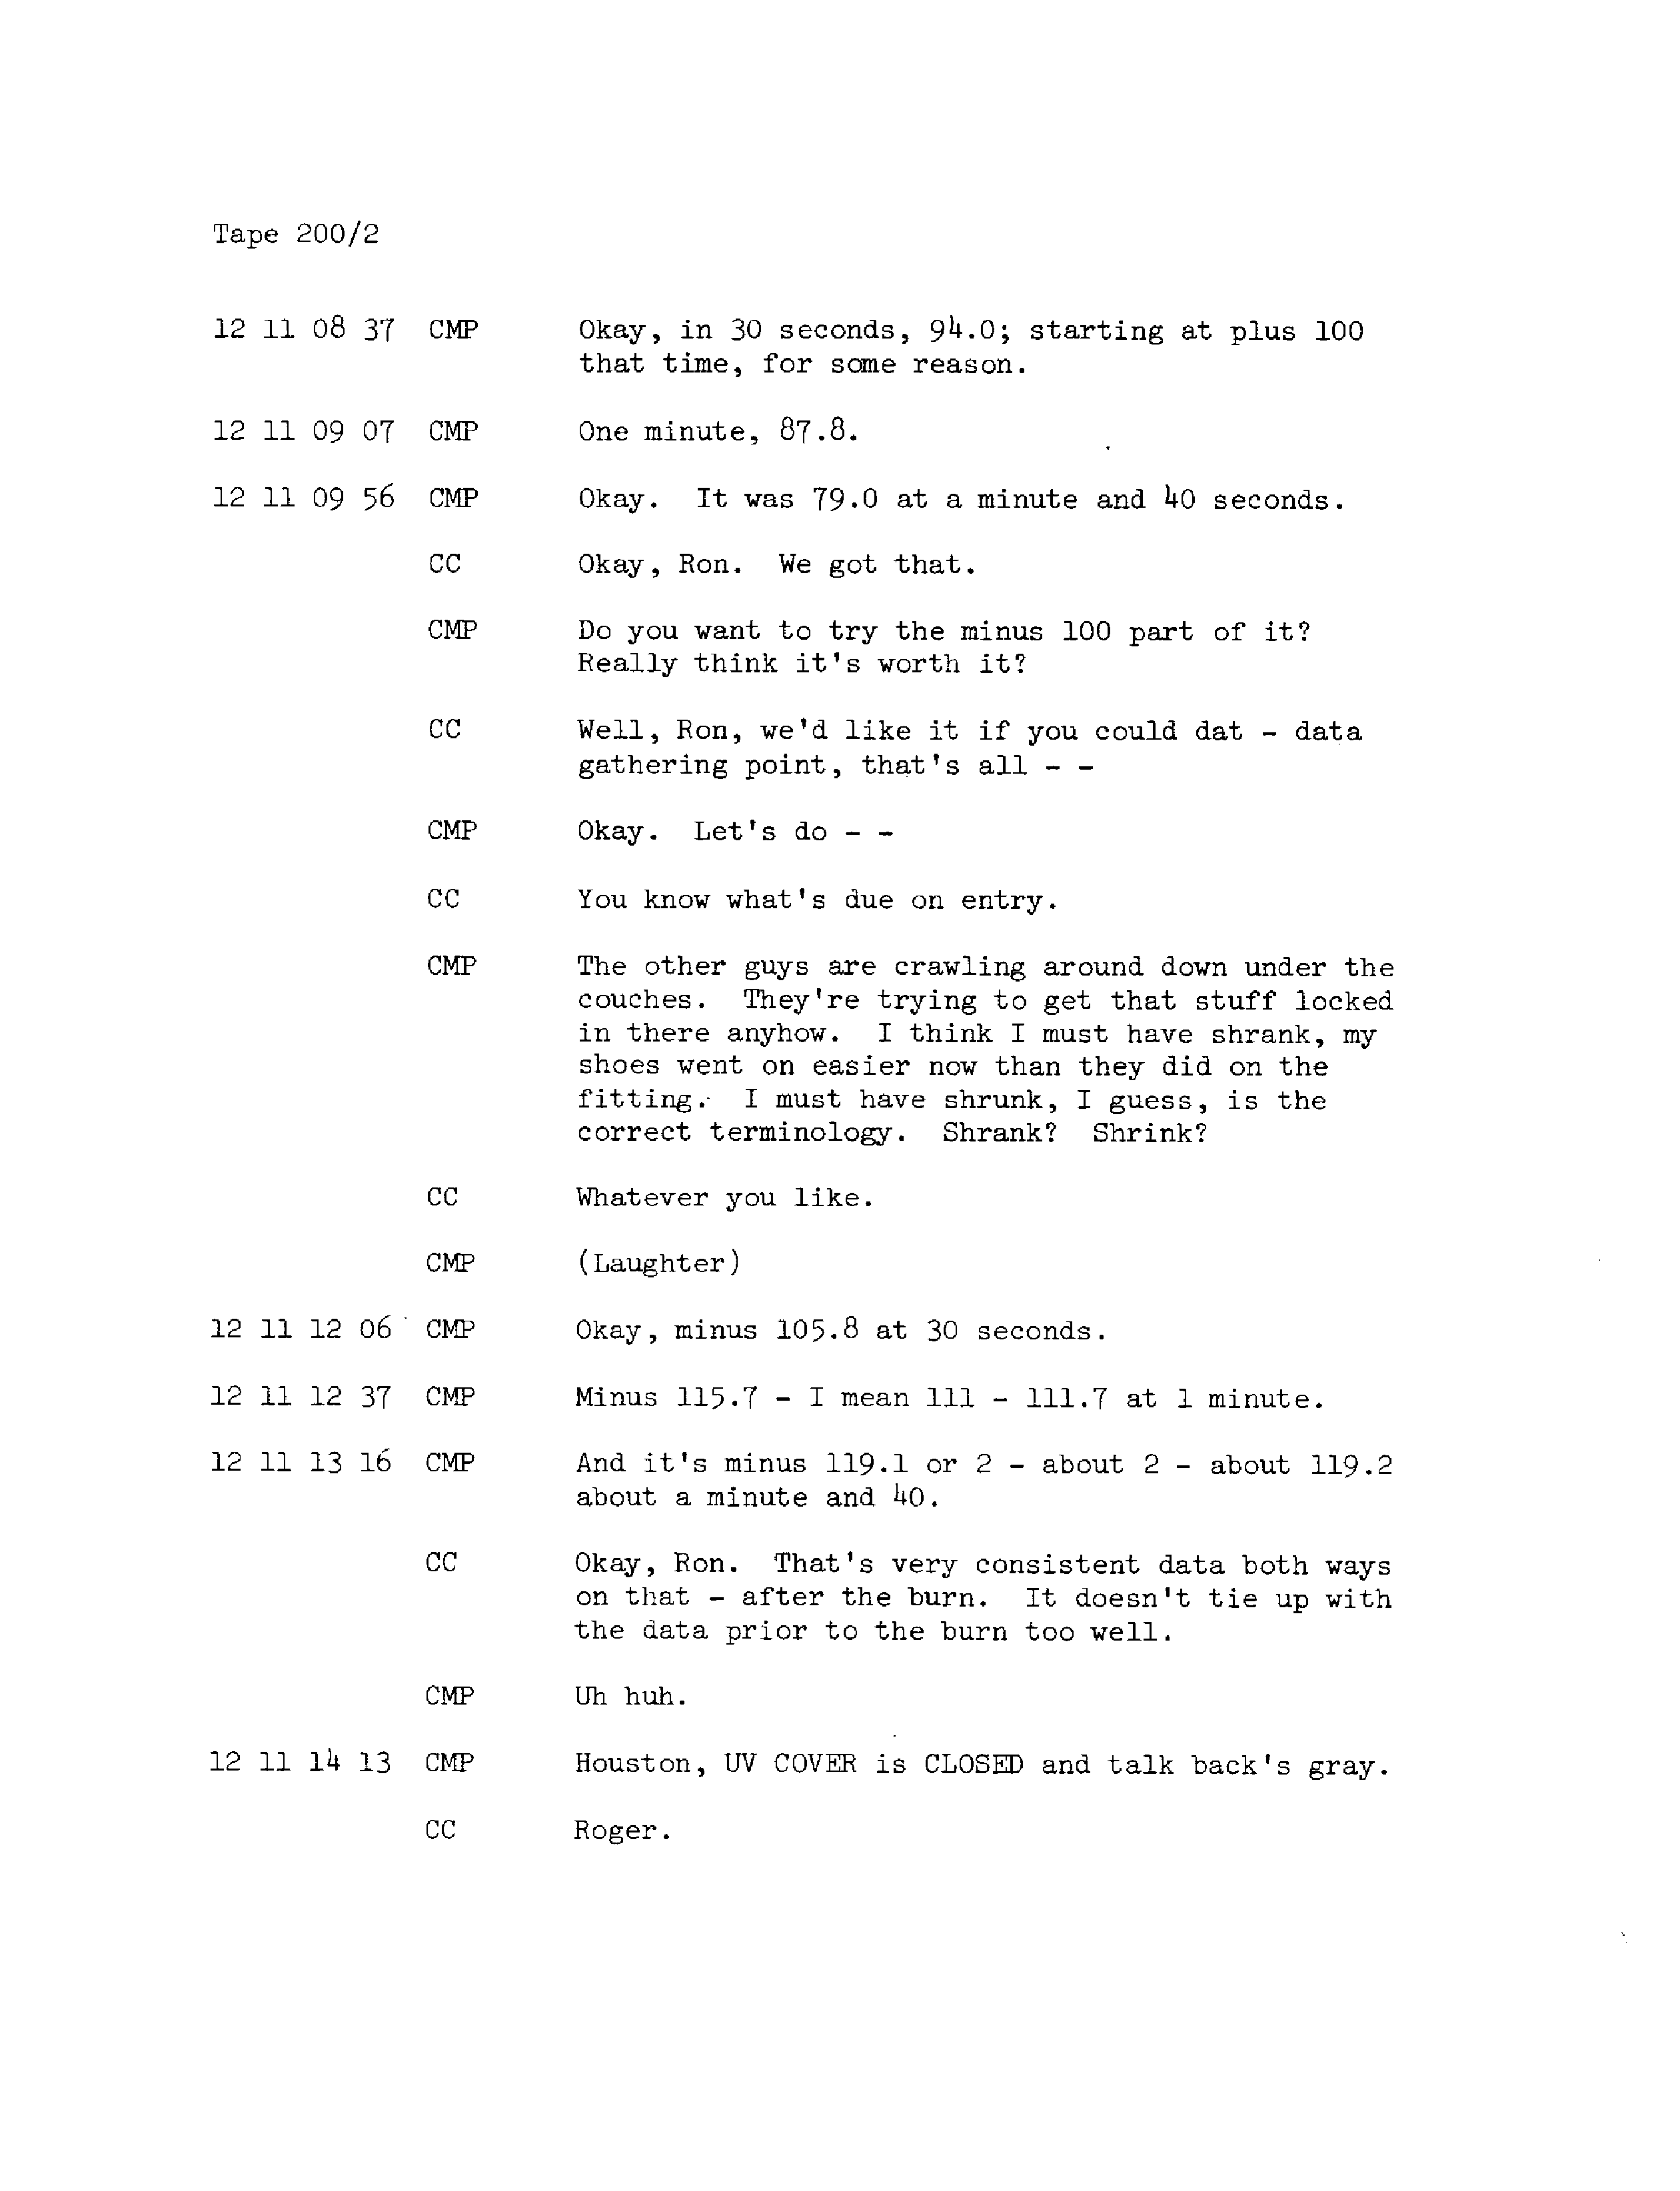 Tape 200/2
12 11 08 37 CMP Okay, in 30 seconds, 94.0; starting at plus 100
that time, for some reason.
12 11 09 07 CMP One minute, 87.8.
12 11 09 56 CMP Okay. It was 79.0 at a minute and 40 seconds.
CC Okay, Ron. We got that.
CMP Do you want to try the minus 100 part of it?
Really think it's worth it?
CC Well, Ron, we'd like it if you could dat - data
gathering point, that's all - -
CMP Okay. Let's do - -
CC You know what's due on entry.
CMP The other guys are crawling around down under the
couches. They're trying to get that stuff locked
in there anyhow. I think I must have shrank, my
shoes went on easier now than they did on the
fitting. I must have shrunk, I guess, is the
correct terminology. Shrank? Shrink?
CC Whatever you like.
CMP (Laughter)
12 11 12 06 CMP Okay, minus 105.8 at 30 seconds.
12 11 12 37 CMP Minus 115.7 - I mean 111 - 111.7 at 1 minute.
12 11 13 16 CMP And it's minus 119.1 or 2 - about 2 - about 119.2
about a minute and 40.
CC Okay, Ron. That's very consistent data both ways
on that - after the burn. It doesn't tie up with
the data prior to the burn too well.
CMP Uh huh.
12 11 14 13 CMP Houston, UV COVER is CLOSED and talk back's gray.
CC Roger.